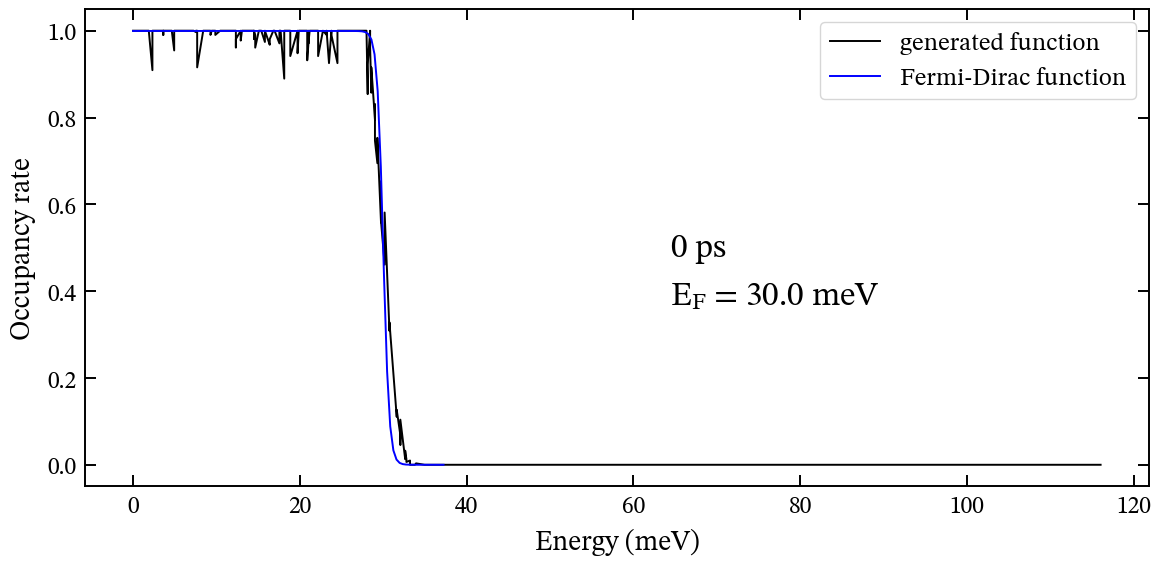 generated function
Fermi-Dirac function
Occupancy rate
1.0
0.8
0.6
0.4
0.2
0.0
0 ps
E_F = 30.0 meV
0 20 40 60 80 100 120
Energy (meV)